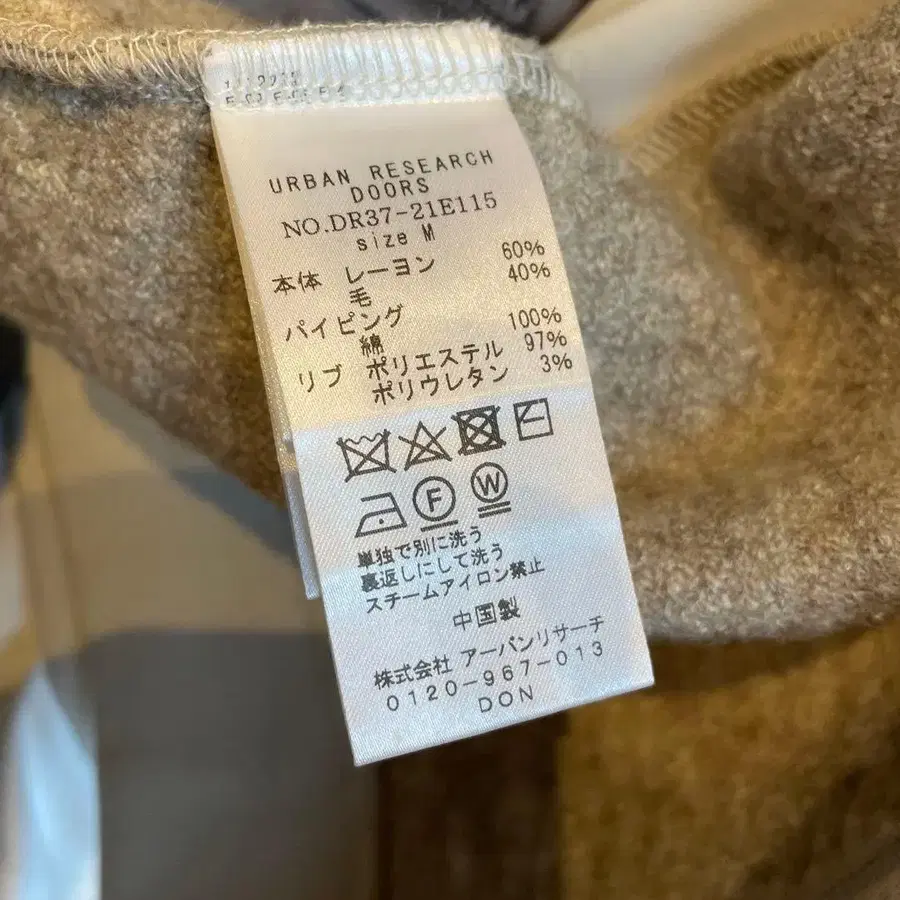 URBAN RESEARCH
DOORS
NO.DR37-21E115
size M
本体 レーヨン 60%
毛 40%
パイピング
綿 100%
リブ ポリエステル 97%
ポリウレタン 3%
F W
単独で別に洗う
裏返しにして洗う
スチームアイロン禁止
中国製
株式会社 アーバンリサーチ
0120-967-013
DON